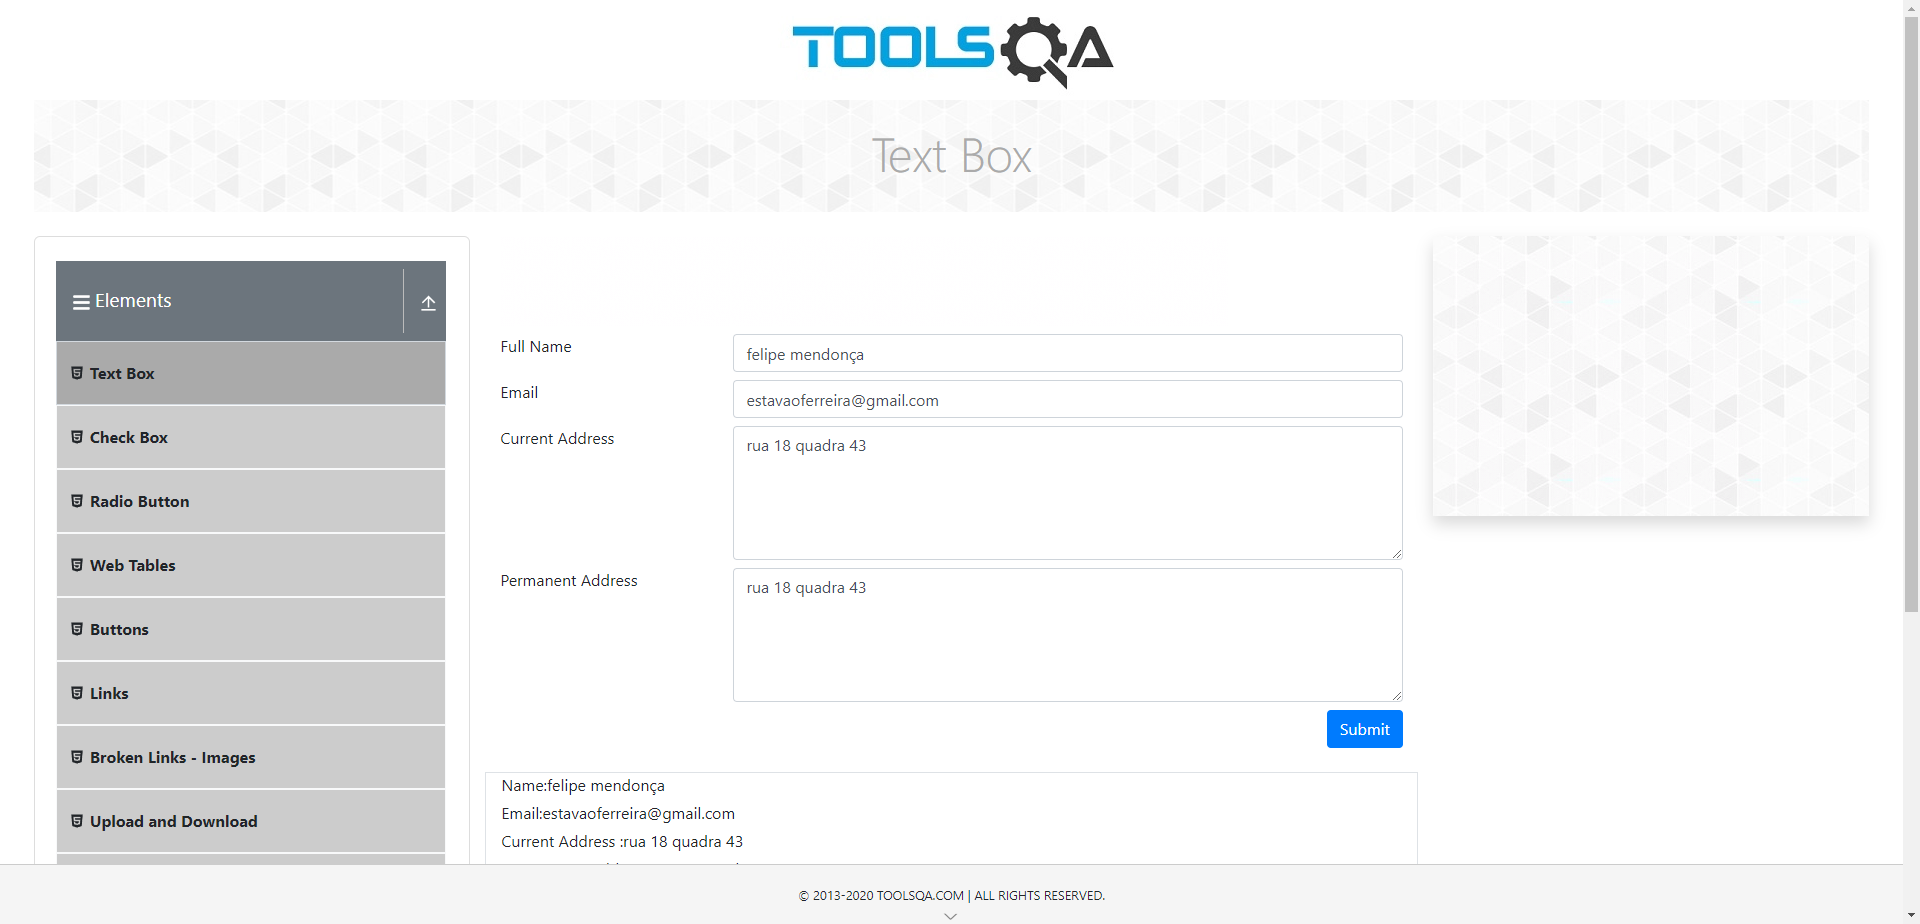 TOOLSQA
Text Box
Elements
Text Box
Check Box
Radio Button
Web Tables
Buttons
Links
Broken Links - Images
Upload and Download
Full Name
felipe mendonça
Email
estavaoferreira@gmail.com
Current Address
rua 18 quadra 43
Permanent Address
rua 18 quadra 43
Submit
Name:felipe mendonça
Email:estavaoferreira@gmail.com
Current Address :rua 18 quadra 43
© 2013-2020 TOOLSQA.COM | ALL RIGHTS RESERVED.